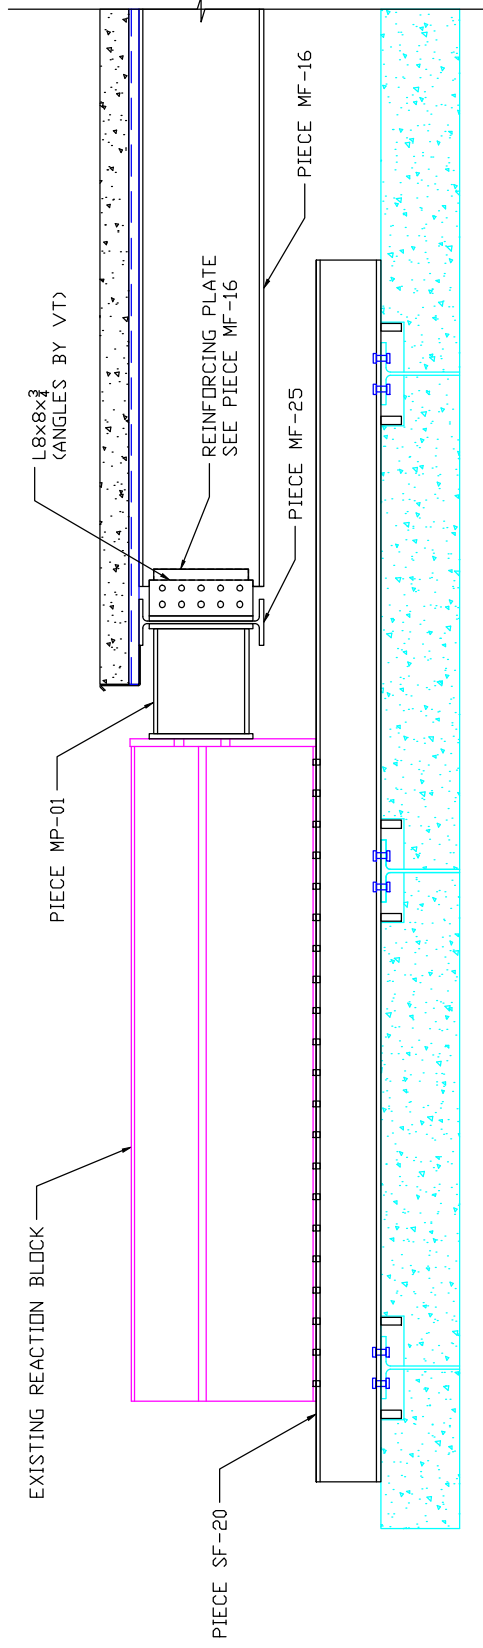 EXISTING REACTION BLOCK
PIECE MP-01
L8x8x3/4
(ANGLES BY VT)
REINFORCING PLATE
SEE PIECE MF-16
PIECE MF-16
PIECE MF-25
PIECE SF-20